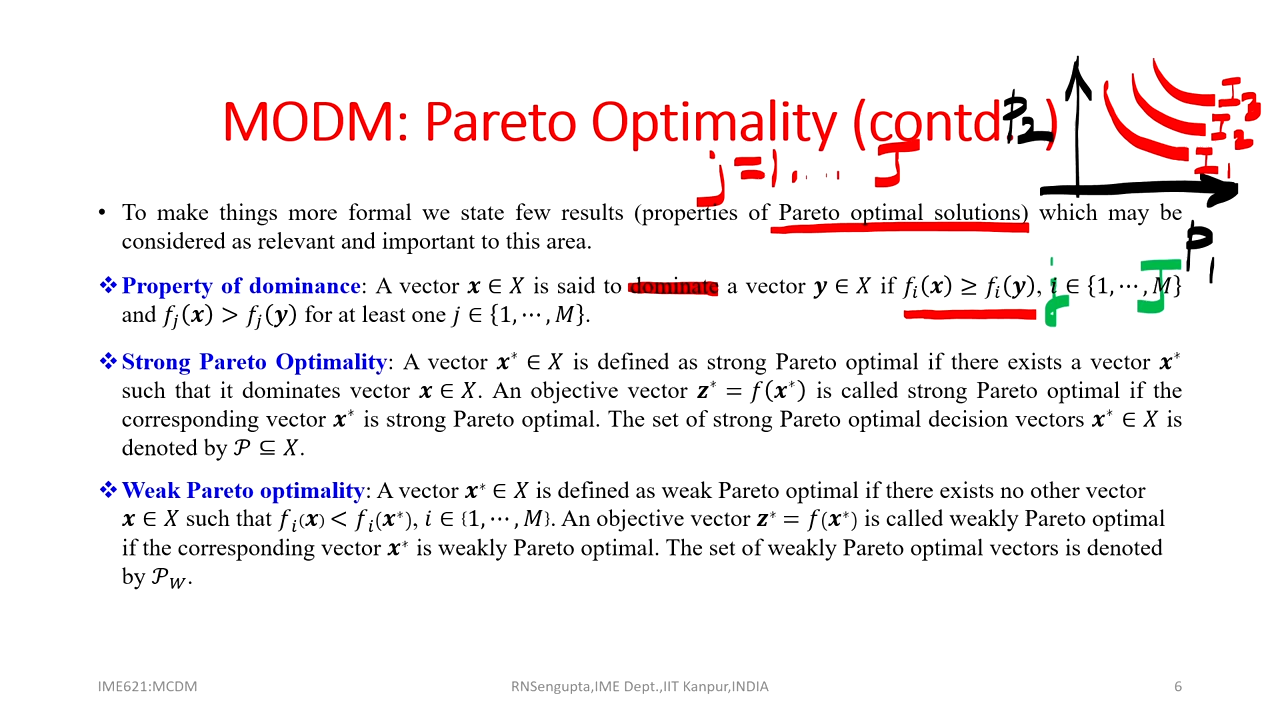 MODM: Pareto Optimality (contd..)
P2
I3
I2
I1
j=1.... J
• To make things more formal we state few results (properties of Pareto optimal solutions) which may be
considered as relevant and important to this area.
P1
j J
❖Property of dominance: A vector 𝒙 ∈ X is said to dominate a vector 𝒚 ∈ X if f_i(𝒙) ≥ f_i(𝒚), i ∈ {1, ⋯, M}
and f_j(𝒙) > f_j(𝒚) for at least one j ∈ {1, ⋯, M}.
❖Strong Pareto Optimality: A vector 𝒙* ∈ X is defined as strong Pareto optimal if there exists a vector 𝒙*
such that it dominates vector 𝒙 ∈ X. An objective vector 𝒛* = f(𝒙*) is called strong Pareto optimal if the
corresponding vector 𝒙* is strong Pareto optimal. The set of strong Pareto optimal decision vectors 𝒙* ∈ X is
denoted by 𝒫 ⊆ X.
❖Weak Pareto optimality: A vector 𝒙* ∈ X is defined as weak Pareto optimal if there exists no other vector
𝒙 ∈ X such that f_i(𝒙) < f_i(𝒙*), i ∈ {1, ⋯, M}. An objective vector 𝒛* = f(𝒙*) is called weakly Pareto optimal
if the corresponding vector 𝒙* is weakly Pareto optimal. The set of weakly Pareto optimal vectors is denoted
by 𝒫_W.
IME621:MCDM
RNSengupta,IME Dept.,IIT Kanpur,INDIA
6